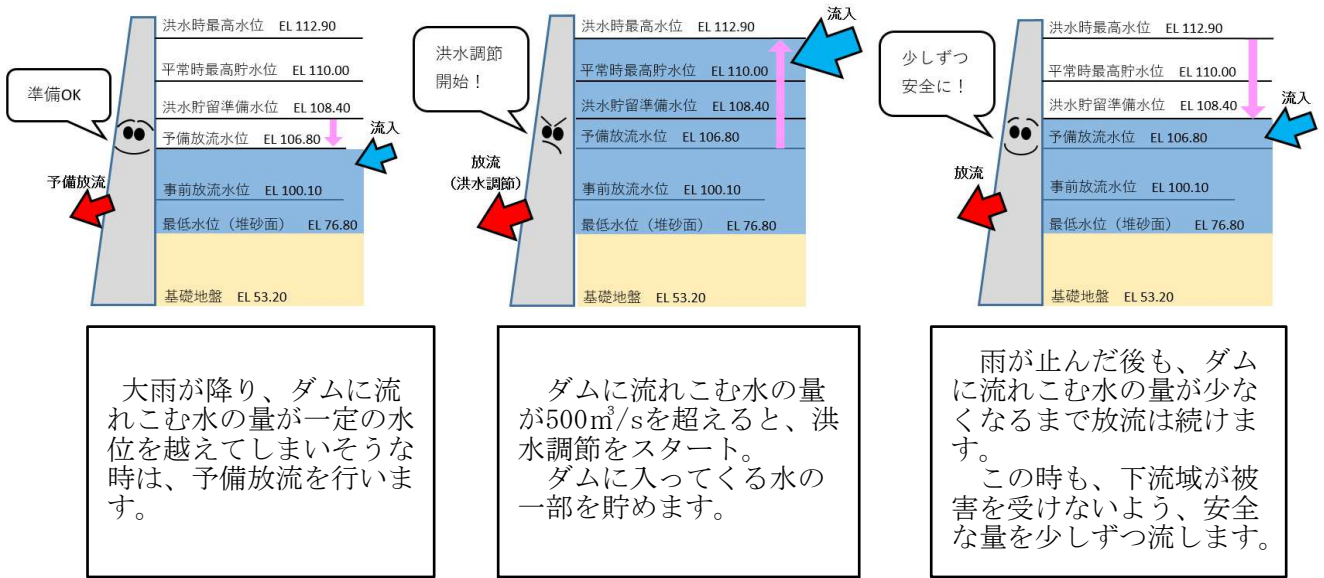 洪水時最高水位 EL 112.90
平常時最高貯水位 EL 110.00
準備OK
洪水貯留準備水位 EL 108.40
予備放流水位 EL 106.80
流入
予備放流
事前放流水位 EL 100.10
最低水位（堆砂面） EL 76.80
基礎地盤 EL 53.20
大雨が降り、ダムに流
れこむ水の量が一定の水
位を越えてしまいそうな
時は、予備放流を行いま
す。
流入
洪水時最高水位 EL 112.90
洪水調節
開始！
平常時最高貯水位 EL 110.00
洪水貯留準備水位 EL 108.40
予備放流水位 EL 106.80
放流
（洪水調節）
事前放流水位 EL 100.10
最低水位（堆砂面） EL 76.80
基礎地盤 EL 53.20
ダムに流れこむ水の量
が500㎥/sを超えると、洪
水調節をスタート。
ダムに入ってくる水の
一部を貯めます。
洪水時最高水位 EL 112.90
少しずつ
安全に！
平常時最高貯水位 EL 110.00
洪水貯留準備水位 EL 108.40
流入
予備放流水位 EL 106.80
放流
事前放流水位 EL 100.10
最低水位（堆砂面） EL 76.80
基礎地盤 EL 53.20
雨が止んだ後も、ダム
に流れこむ水の量が少な
くなるまで放流は続けま
す。
この時も、下流域が被
害を受けないよう、安全
な量を少しずつ流します。